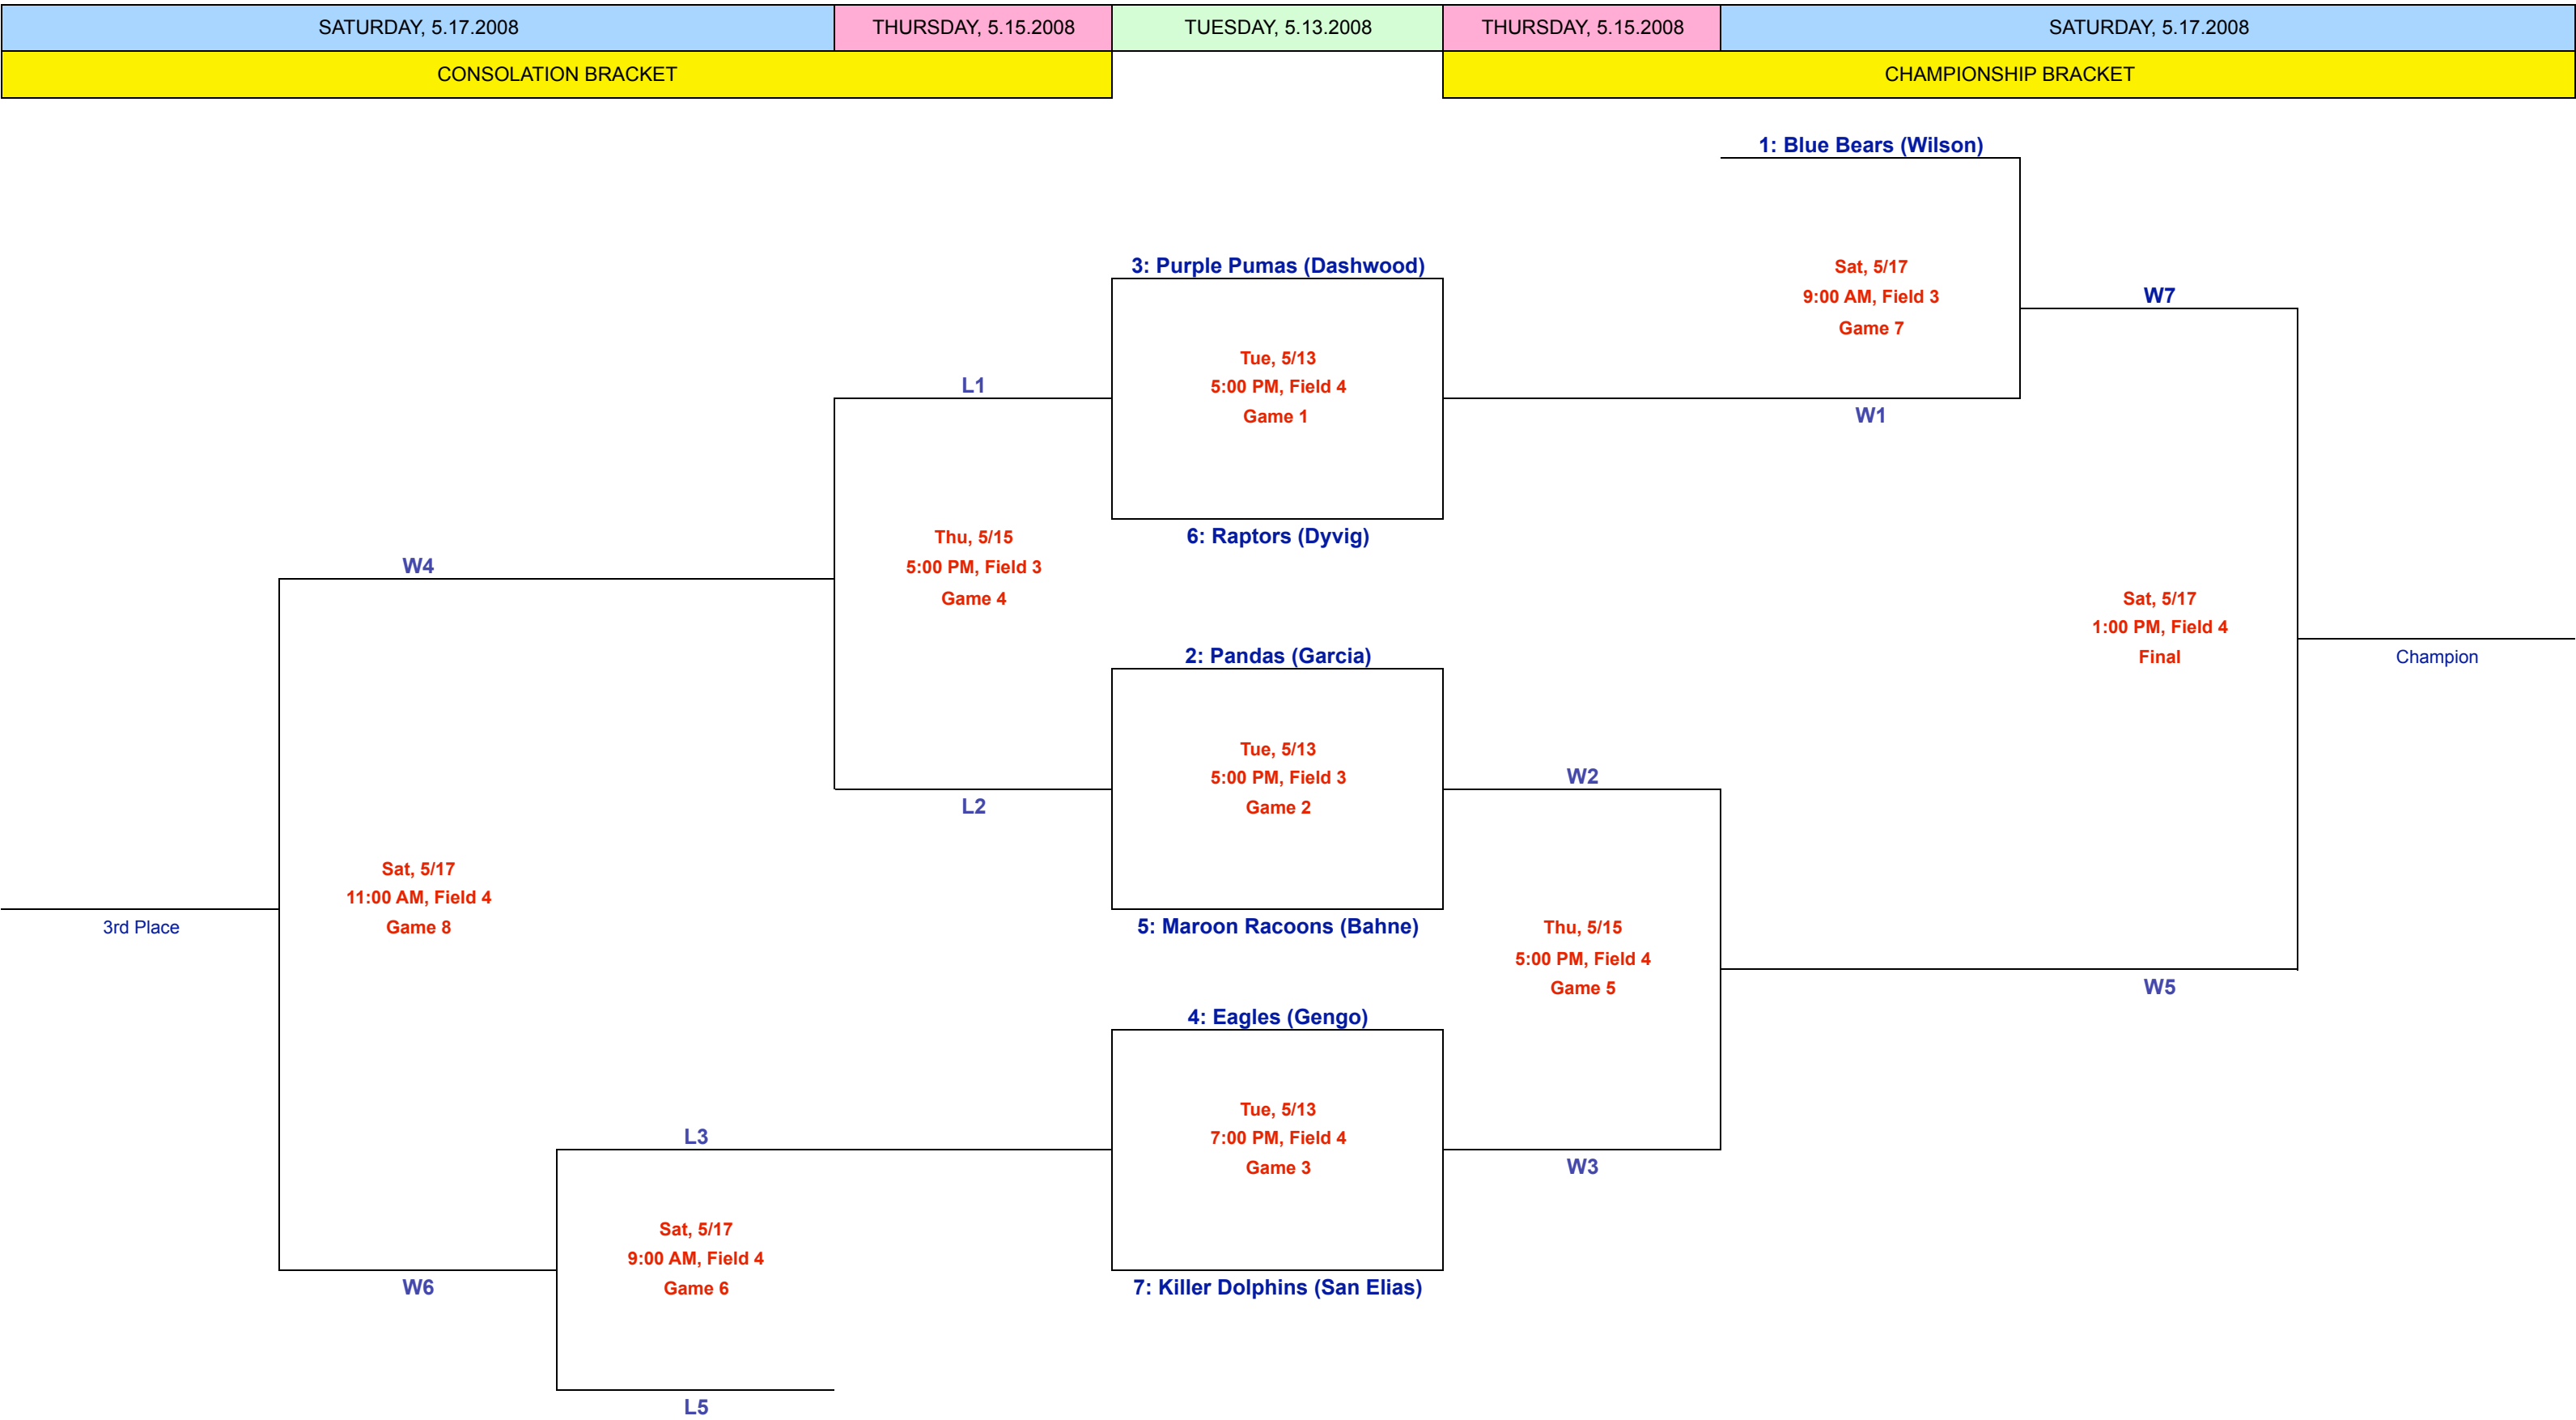 SATURDAY, 5.17.2008
THURSDAY, 5.15.2008
TUESDAY, 5.13.2008
THURSDAY, 5.15.2008
SATURDAY, 5.17.2008
CONSOLATION BRACKET
CHAMPIONSHIP BRACKET
1: Blue Bears (Wilson)
3: Purple Pumas (Dashwood)
Sat, 5/17
9:00 AM, Field 3
Game 7
W7
Tue, 5/13
5:00 PM, Field 4
Game 1
L1
W1
6: Raptors (Dyvig)
Thu, 5/15
5:00 PM, Field 3
Game 4
W4
Sat, 5/17
1:00 PM, Field 4
Final
Champion
2: Pandas (Garcia)
Tue, 5/13
5:00 PM, Field 3
Game 2
L2
W2
Sat, 5/17
11:00 AM, Field 4
Game 8
3rd Place
5: Maroon Racoons (Bahne)
Thu, 5/15
5:00 PM, Field 4
Game 5
W5
4: Eagles (Gengo)
Tue, 5/13
7:00 PM, Field 4
Game 3
L3
W3
Sat, 5/17
9:00 AM, Field 4
Game 6
W6
7: Killer Dolphins (San Elias)
L5